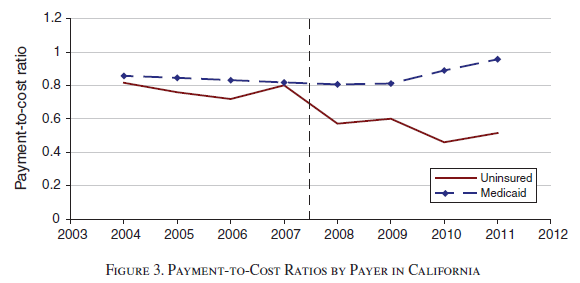 1.2
1
0.8
0.6
0.4
0.2
0
Payment-to-cost ratio
Uninsured
Medicaid
2003 2004 2005 2006 2007 2008 2009 2010 2011 2012
FIGURE 3. PAYMENT-TO-COST RATIOS BY PAYER IN CALIFORNIA